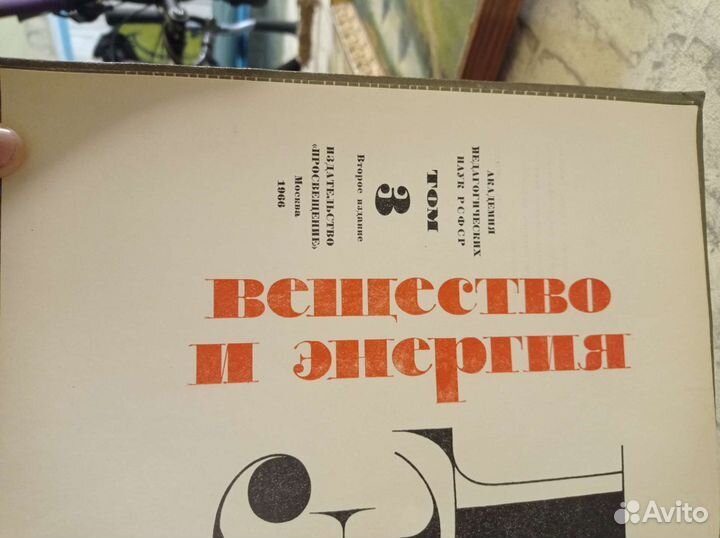 АКАДЕМИЯ
ПЕДАГОГИЧЕСКИХ
НАУК РСФСР
ТОМ
3
Второе издание
ИЗДАТЕЛЬСТВО
«ПРОСВЕЩЕНИЕ»
Москва
1966
вещество
и энергия
Avito